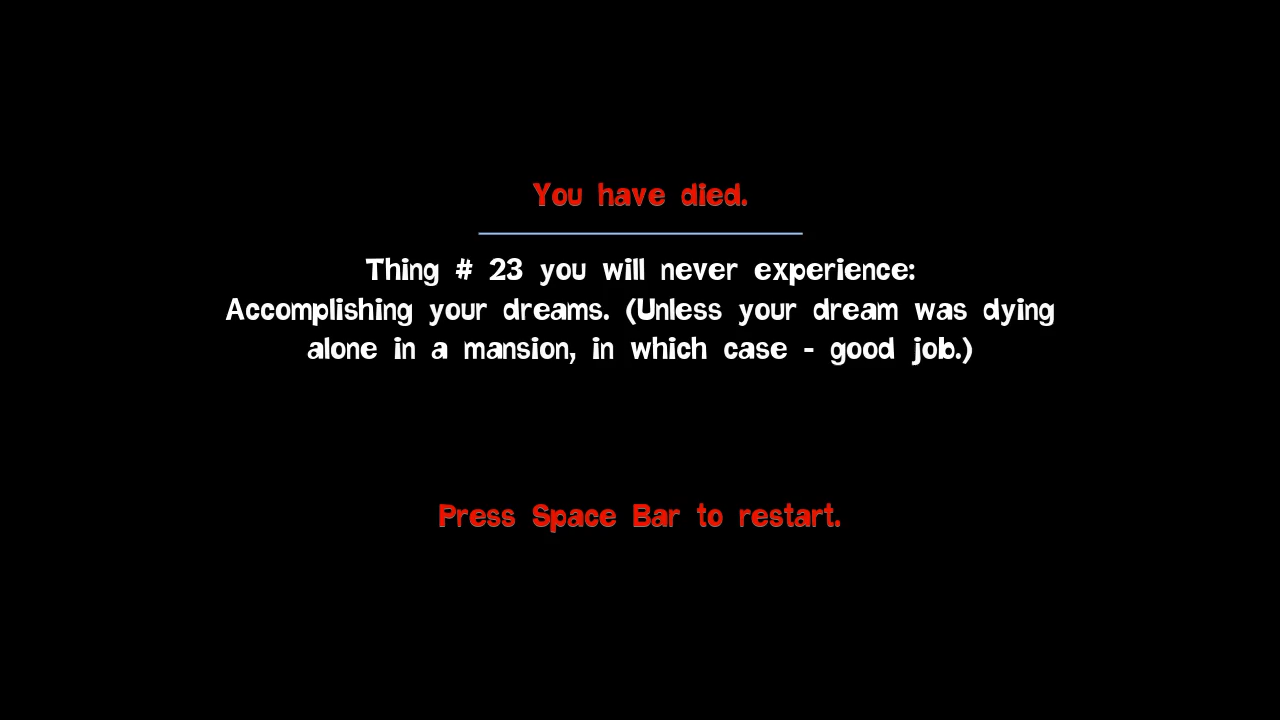 You have died.
Thing # 23 you will never experience:
Accomplishing your dreams. (Unless your dream was dying
alone in a mansion, in which case - good job.)
Press Space Bar to restart.